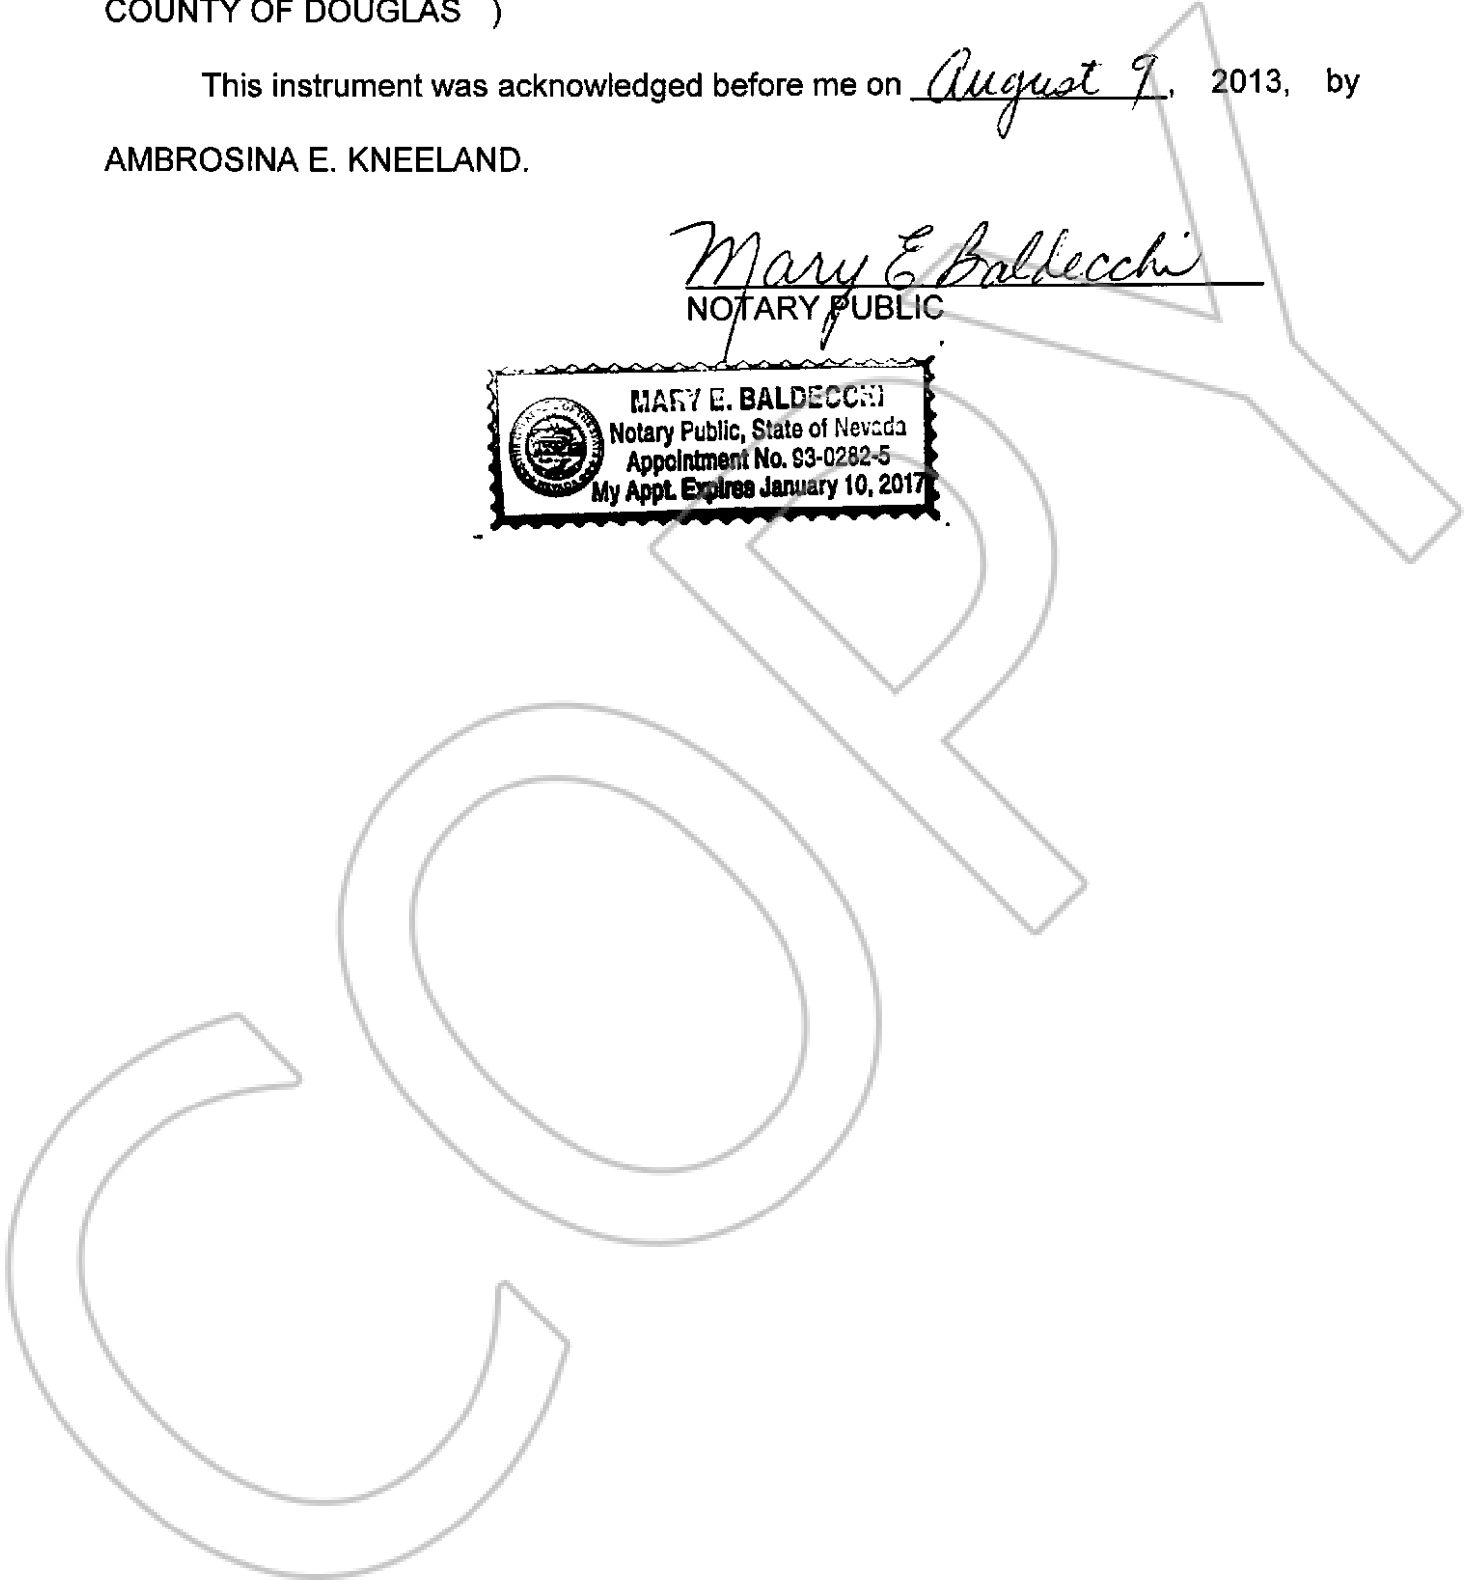 COUNTY OF DOUGLAS )
This instrument was acknowledged before me on August 9, 2013, by
AMBROSINA E. KNEELAND.
Mary E Baldecchi
NOTARY PUBLIC
MARY E. BALDECCHI
Notary Public, State of Nevada
Appointment No. 93-0282-5
My Appt. Expires January 10, 2017
COPY